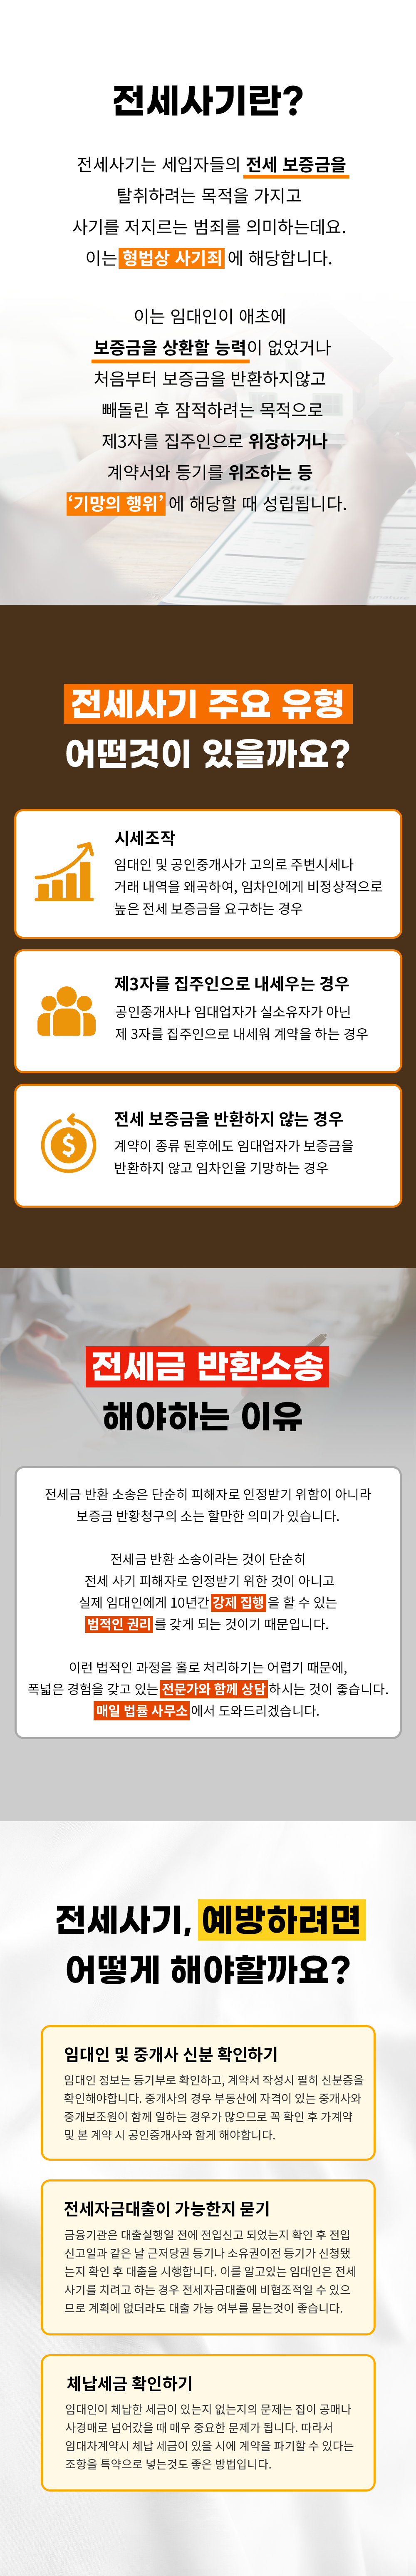 전세사기란?
전세사기는 세입자들의 전세 보증금을
탈취하려는 목적을 가지고
사기를 저지르는 범죄를 의미하는데요.
이는 형법상 사기죄 에 해당합니다.
이는 임대인이 애초에
보증금을 상환할 능력이 없었거나
처음부터 보증금을 반환하지않고
빼돌린 후 잠적하려는 목적으로
제3자를 집주인으로 위장하거나
계약서와 등기를 위조하는 등
‘기망의 행위’ 에 해당할 때 성립됩니다.
전세사기 주요 유형
어떤것이 있을까요?
시세조작
임대인 및 공인중개사가 고의로 주변시세나
거래 내역을 왜곡하여, 임차인에게 비정상적으로
높은 전세 보증금을 요구하는 경우
제3자를 집주인으로 내세우는 경우
공인중개사나 임대업자가 실소유자가 아닌
제 3자를 집주인으로 내세워 계약을 하는 경우
전세 보증금을 반환하지 않는 경우
계약이 종류 된후에도 임대업자가 보증금을
반환하지 않고 임차인을 기망하는 경우
전세금 반환소송
해야하는 이유
전세금 반환 소송은 단순히 피해자로 인정받기 위함이 아니라
보증금 반황청구의 소는 할만한 의미가 있습니다.
전세금 반환 소송이라는 것이 단순히
전세 사기 피해자로 인정받기 위한 것이 아니고
실제 임대인에게 10년간 강제 집행 을 할 수 있는
법적인 권리 를 갖게 되는 것이기 때문입니다.
이런 법적인 과정을 홀로 처리하기는 어렵기 때문에,
폭넓은 경험을 갖고 있는 전문가와 함께 상담 하시는 것이 좋습니다.
매일 법률 사무소 에서 도와드리겠습니다.
전세사기, 예방하려면
어떻게 해야할까요?
임대인 및 중개사 신분 확인하기
임대인 정보는 등기부로 확인하고, 계약서 작성시 필히 신분증을
확인해야합니다. 중개사의 경우 부동산에 자격이 있는 중개사와
중개보조원이 함께 일하는 경우가 많으므로 꼭 확인 후 가계약
및 본 계약 시 공인중개사와 함게 해야합니다.
전세자금대출이 가능한지 묻기
금융기관은 대출실행일 전에 전입신고 되었는지 확인 후 전입
신고일과 같은 날 근저당권 등기나 소유권이전 등기가 신청됐
는지 확인 후 대출을 시행합니다. 이를 알고있는 임대인은 전세
사기를 치려고 하는 경우 전세자금대출에 비협조적일 수 있으
므로 계획에 없더라도 대출 가능 여부를 묻는것이 좋습니다.
체납세금 확인하기
임대인이 체납한 세금이 있는지 없는지의 문제는 집이 공매나
사경매로 넘어갔을 때 매우 중요한 문제가 됩니다. 따라서
임대차계약시 체납 세금이 있을 시에 계약을 파기할 수 있다는
조항을 특약으로 넣는것도 좋은 방법입니다.